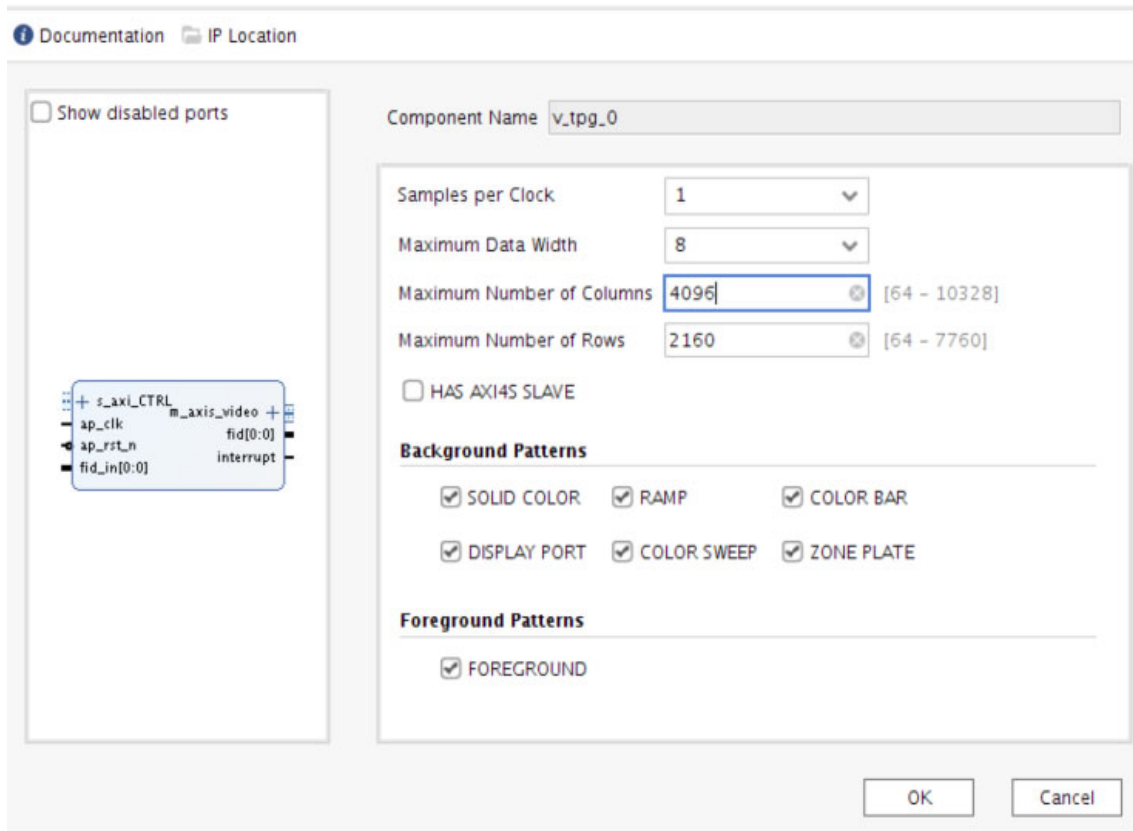 Documentation IP Location
Show disabled ports
Component Name v_tpg_0
Samples per Clock 1
Maximum Data Width 8
Maximum Number of Columns 4096 [64 - 10328]
Maximum Number of Rows 2160 [64 - 7760]
HAS AXI4S SLAVE
s_axi_CTRL
m_axis_video
ap_clk
fid[0:0]
ap_rst_n
interrupt
fid_in[0:0]
Background Patterns
SOLID COLOR RAMP COLOR BAR
DISPLAY PORT COLOR SWEEP ZONE PLATE
Foreground Patterns
FOREGROUND
OK Cancel